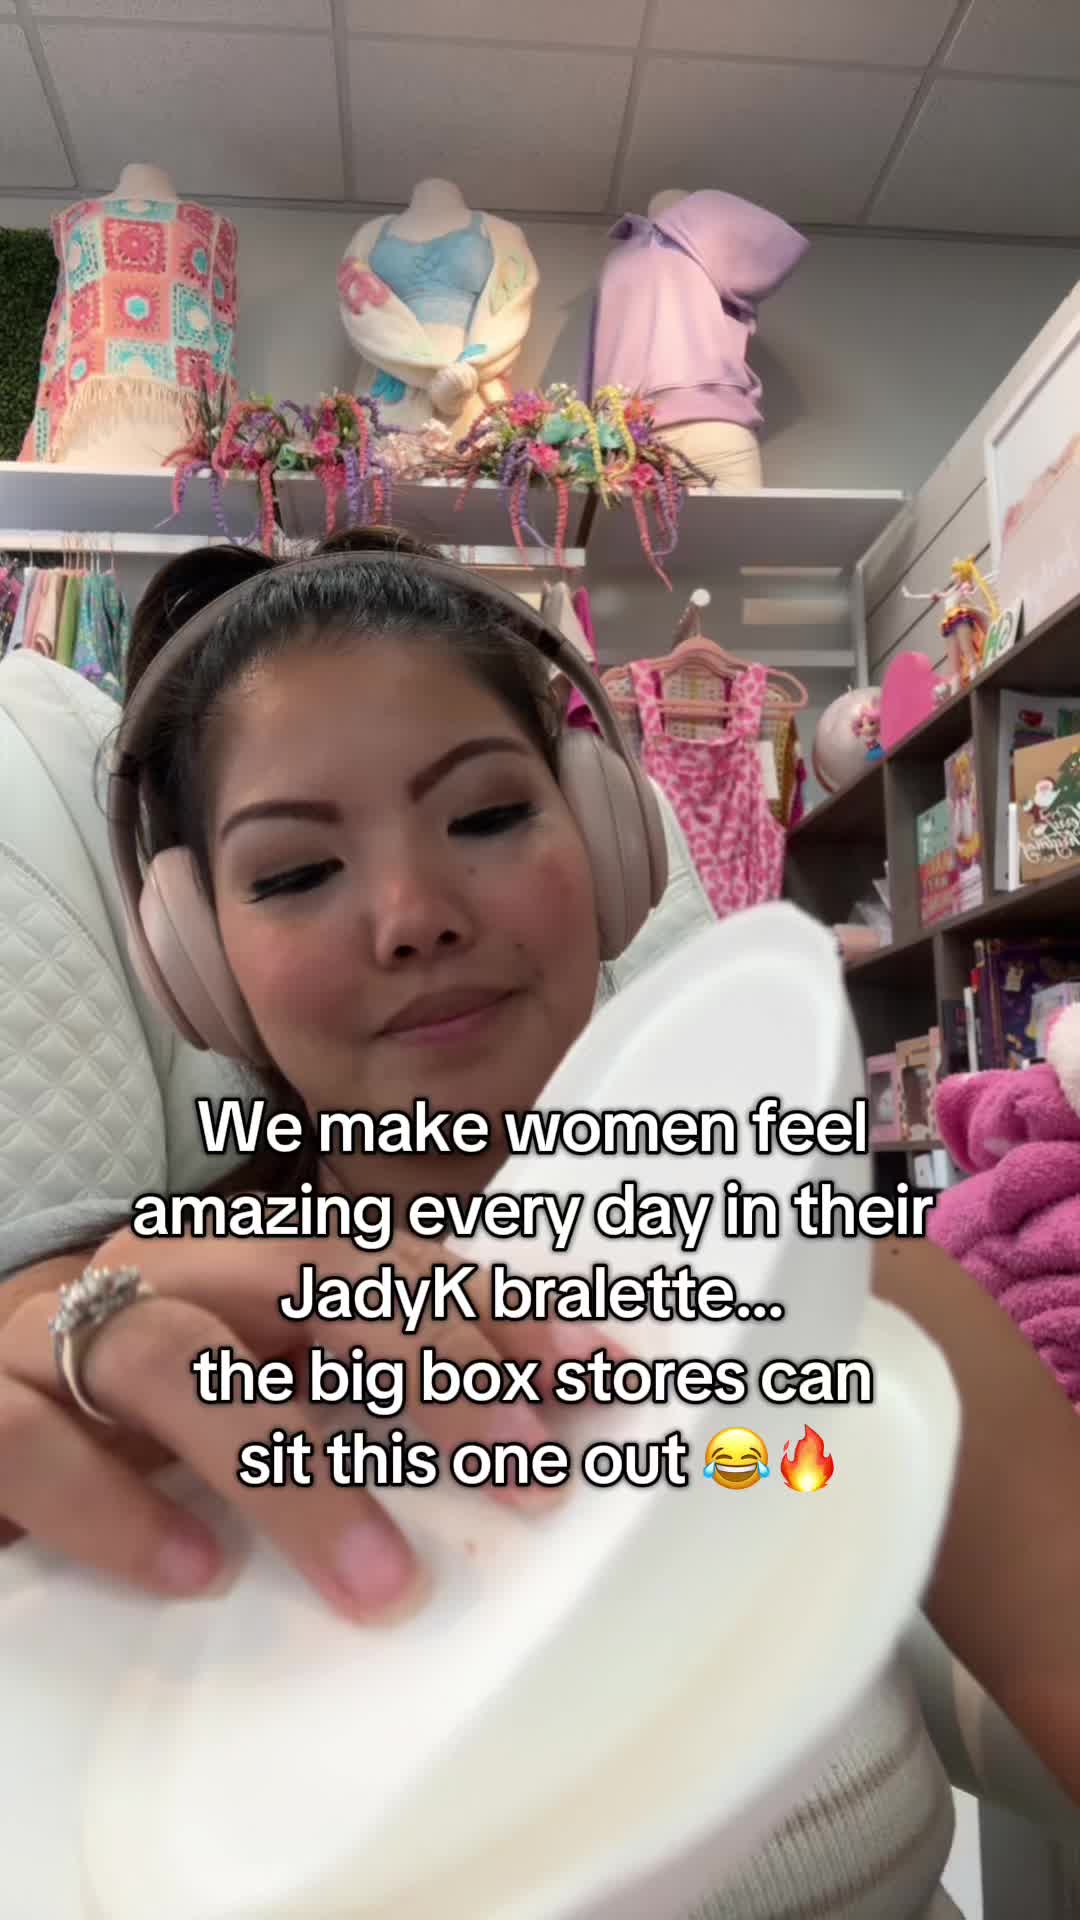 We make women feel
amazing every day in their
JadyK bralette...
the big box stores can
sit this one out 😂🔥